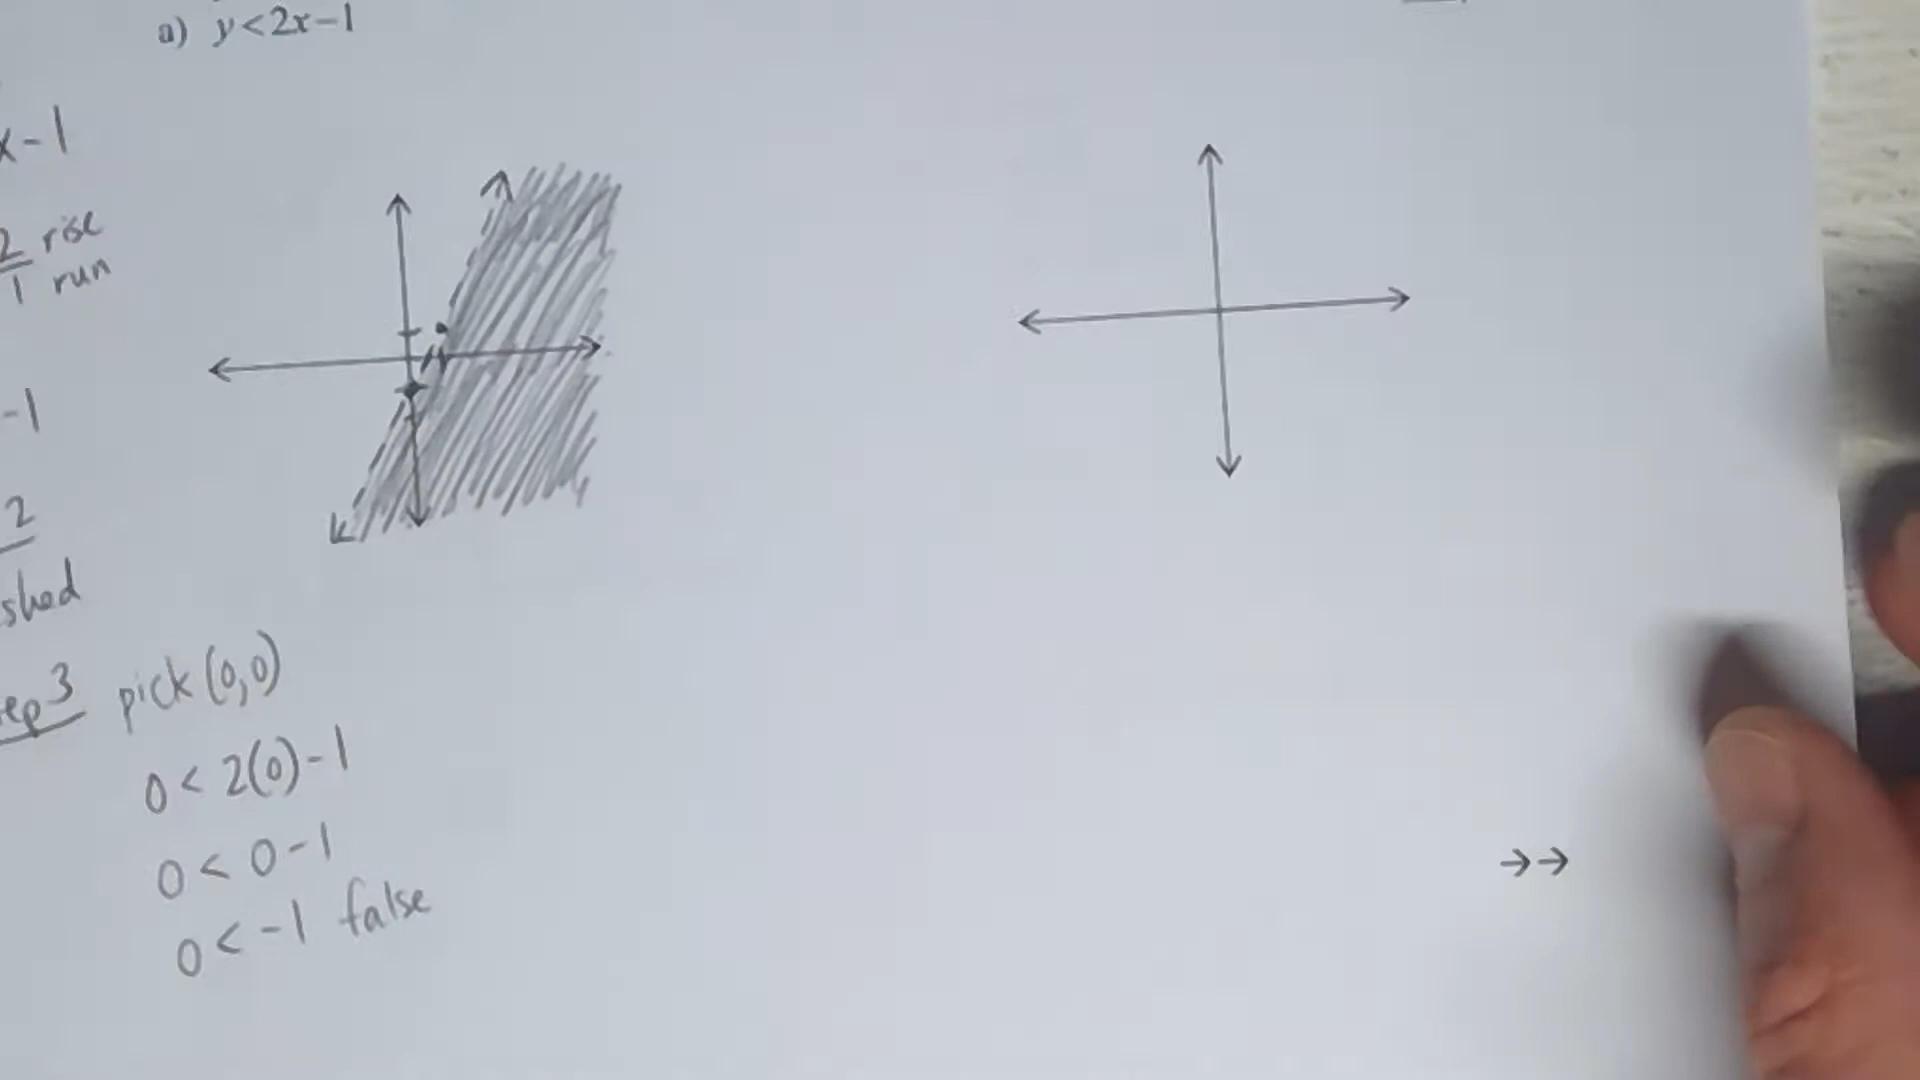 a) y<2x-1
x-1
2 rise
1 run
-1
2
shed
ep 3 pick (0,0)
0 < 2(0)-1
0 < 0-1
0 < -1 false
→→